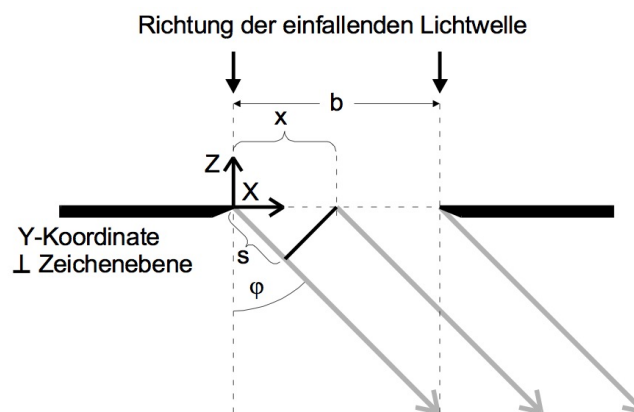 Richtung der einfallenden Lichtwelle
b
x
Z
X
Y-Koordinate
⊥ Zeichenebene
s
φ